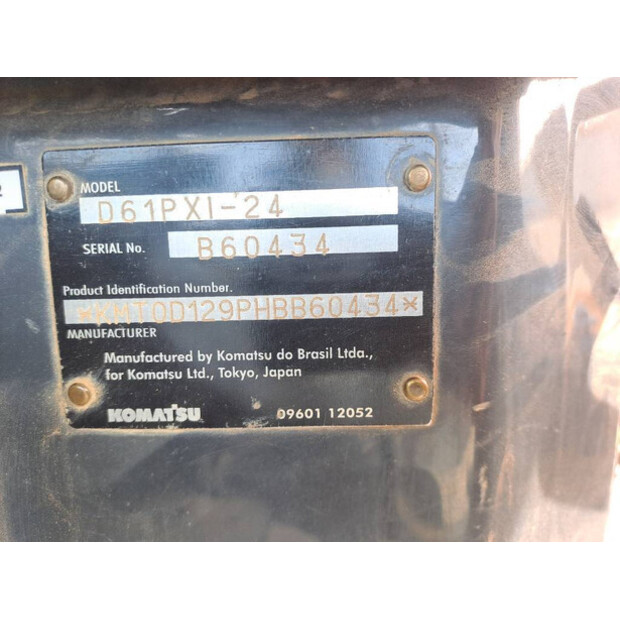 MODEL
D61PXI-24
SERIAL No.
B60434
Product Identification Number.
*KMT0D129PHBB60434*
MANUFACTURER
Manufactured by Komatsu do Brasil Ltda.,
for Komatsu Ltd., Tokyo, Japan
KOMATSU
09601 12052